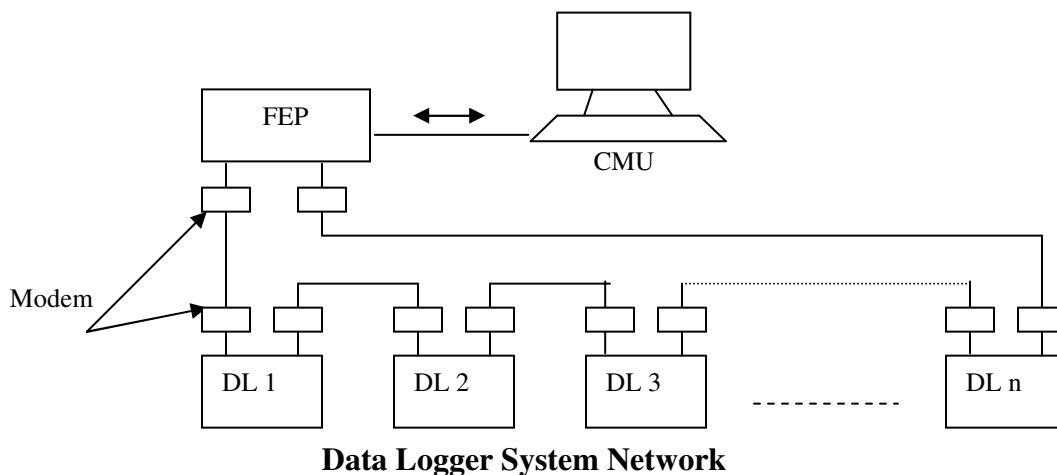 FEP
CMU
Modem
DL 1
DL 2
DL 3
DL n
Data Logger System Network